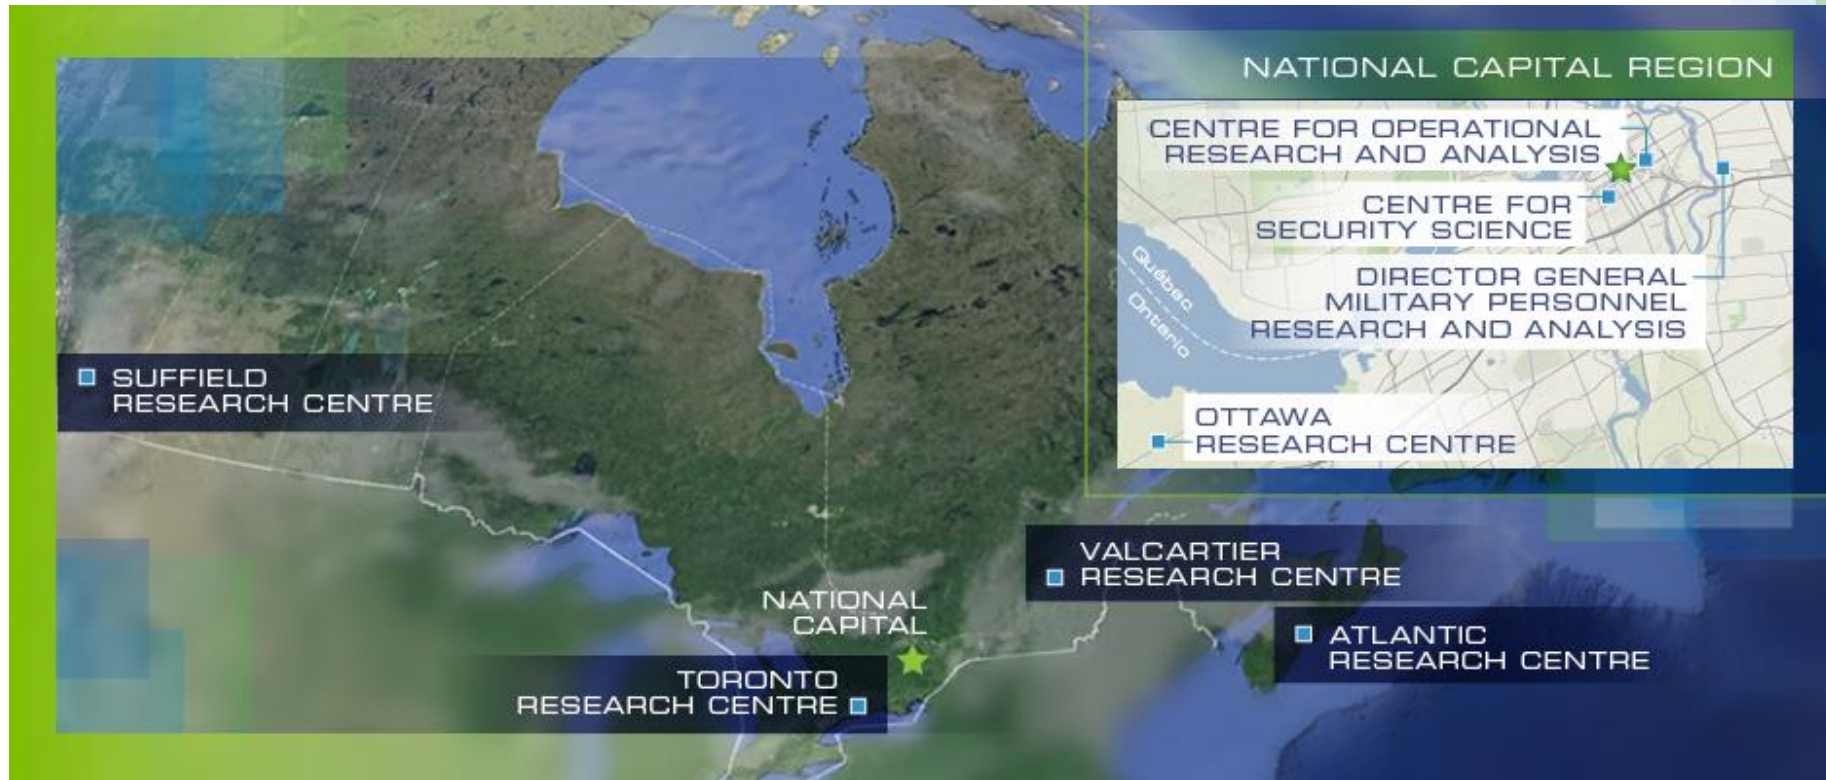 NATIONAL CAPITAL REGION
CENTRE FOR OPERATIONAL
RESEARCH AND ANALYSIS
CENTRE FOR
SECURITY SCIENCE
DIRECTOR GENERAL
MILITARY PERSONNEL
RESEARCH AND ANALYSIS
Québec
Ontario
OTTAWA
RESEARCH CENTRE
SUFFIELD
RESEARCH CENTRE
VALCARTIER
RESEARCH CENTRE
NATIONAL
CAPITAL
ATLANTIC
RESEARCH CENTRE
TORONTO
RESEARCH CENTRE